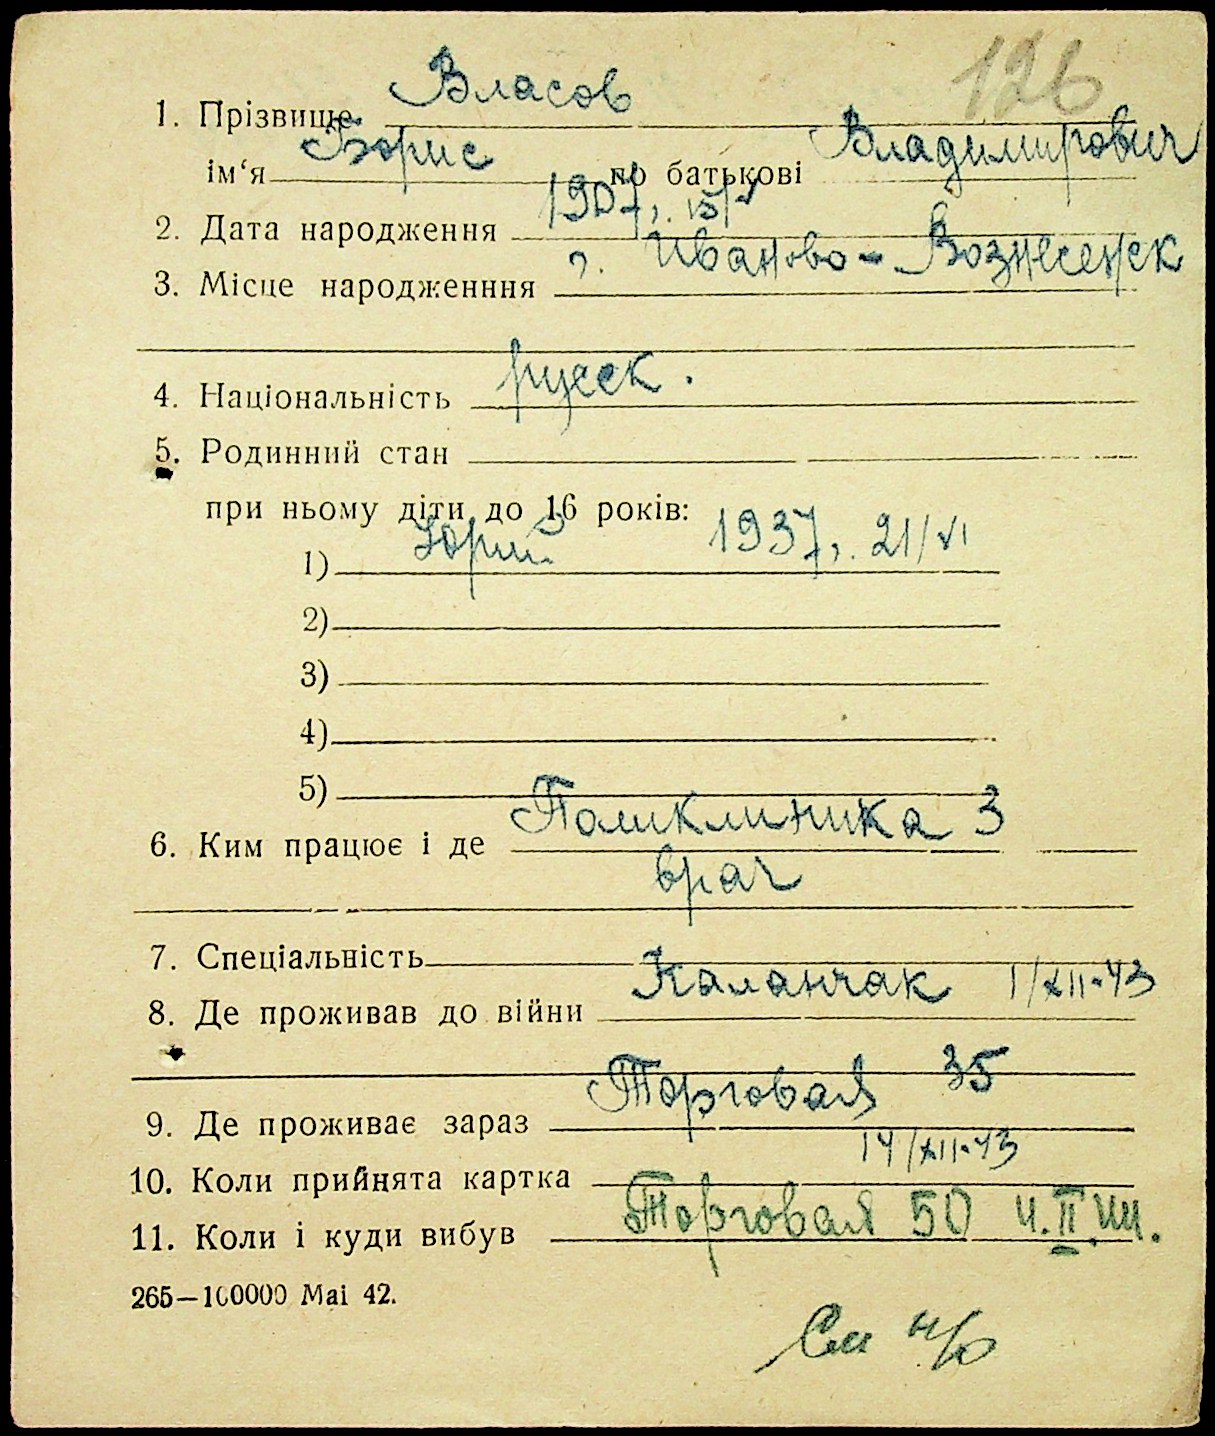 126
1. Прізвище Власов
ім‘я Борис по батькові Владимирович
2. Дата народження 1907,
3. Місце народженння г. Иваново-Вознесенск
4. Національність русск.
5. Родинний стан
при ньому діти до 16 років:
1) Юрий 1937, 21/VI
2)
3)
4)
5)
6. Ким працює і де Поликлиника 3
врач
7. Спеціальність
8. Де проживав до війни Каланчак 1/XII-43
9. Де проживає зараз Торговая 35
10. Коли прийнята картка 14/XII-43
11. Коли і куди вибув Торговая 50
265—100000 Mai 42.
См н/о